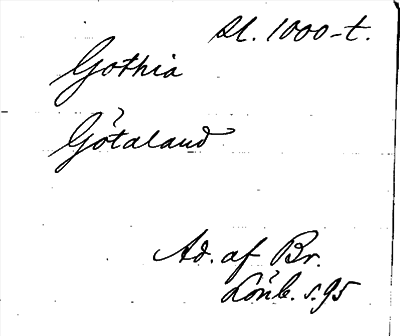 Sl. 1000-t.
Gothia
Götaland
Ad. af Br.
Lönb. s. 95